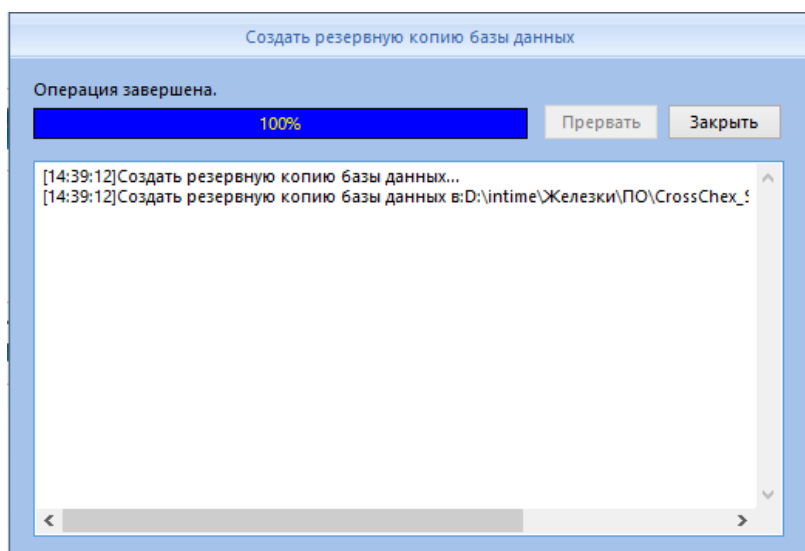 Создать резервную копию базы данных
Операция завершена.
100%
Прервать
Закрыть
[14:39:12]Создать резервную копию базы данных...
[14:39:12]Создать резервную копию базы данных в:D:\intime\Железки\ПО\CrossChex_S